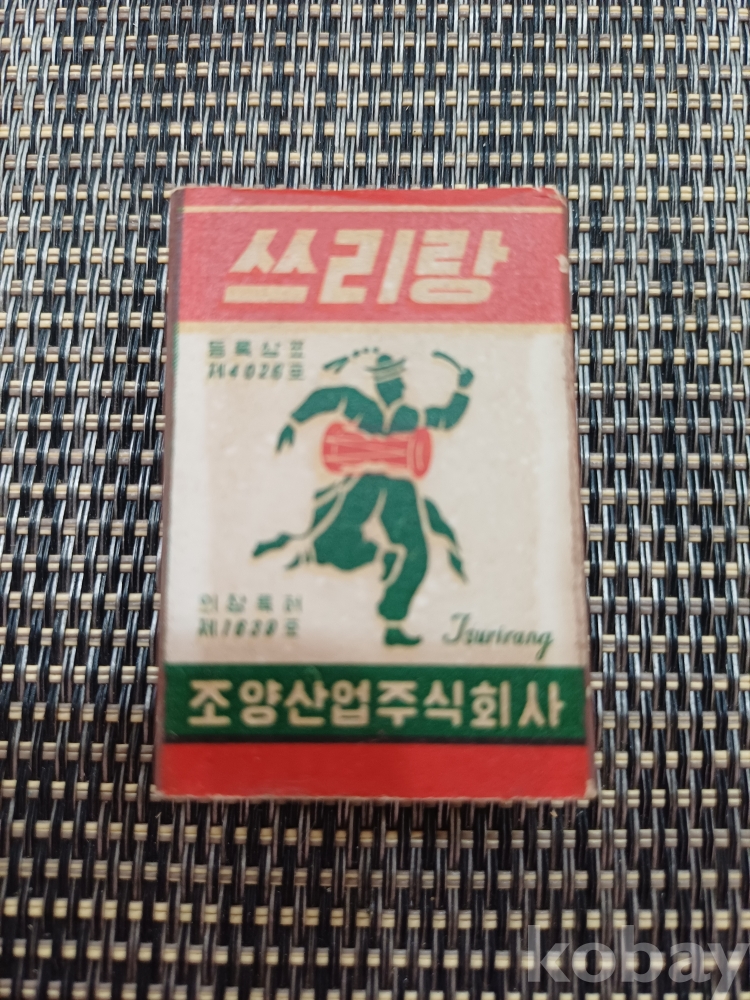 쓰리랑
등록상표
제4026호
의장특허
제1630호
Tsurirang
조양산업주식회사
kobay